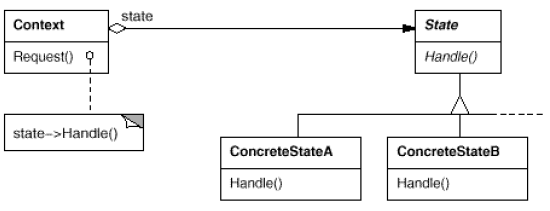 Context
state
State
Request()
Handle()
state->Handle()
ConcreteStateA
ConcreteStateB
Handle()
Handle()